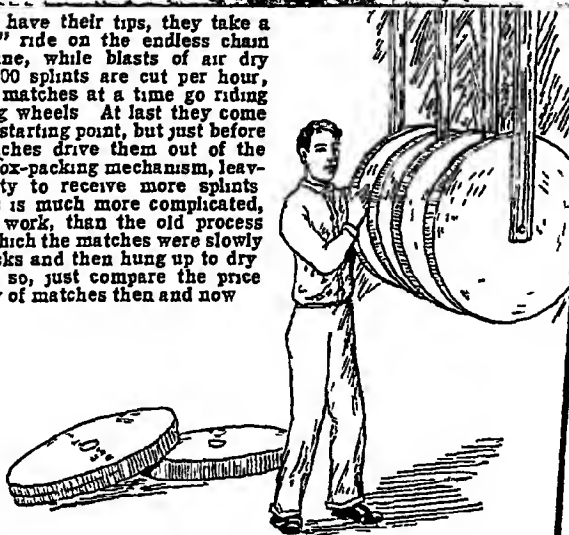 have their tips, they take a
" ride on the endless chain
ine, while blasts of air dry
00 splints are cut per hour,
matches at a time go riding
g wheels At last they come
starting point, but just before
ches drive them out of the
ox-packing mechanism, leav-
ty to receive more splints
is much more complicated,
work, than the old process
hich the matches were slowly
ks and then hung up to dry
so, just compare the price
y of matches then and now